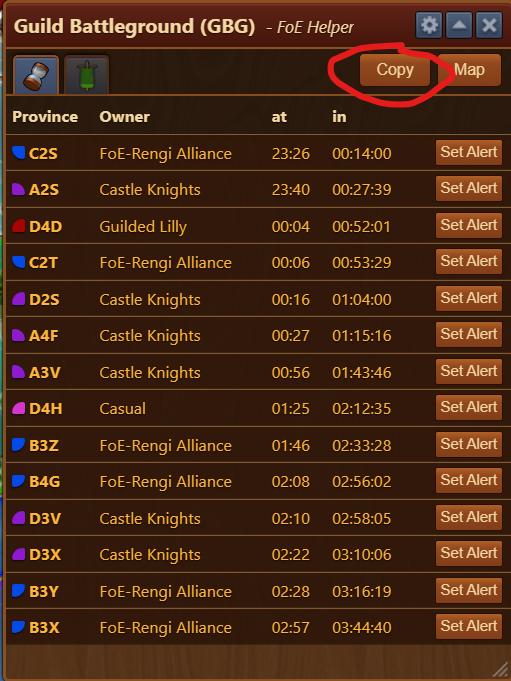 Guild Battleground (GBG) - FoE Helper
Copy Map
Province Owner at in
C2S FoE-Rengi Alliance 23:26 00:14:00 Set Alert
A2S Castle Knights 23:40 00:27:39 Set Alert
D4D Guilded Lilly 00:04 00:52:01 Set Alert
C2T FoE-Rengi Alliance 00:06 00:53:29 Set Alert
D2S Castle Knights 00:16 01:04:00 Set Alert
A4F Castle Knights 00:27 01:15:16 Set Alert
A3V Castle Knights 00:56 01:43:46 Set Alert
D4H Casual 01:25 02:12:35 Set Alert
B3Z FoE-Rengi Alliance 01:46 02:33:28 Set Alert
B4G FoE-Rengi Alliance 02:08 02:56:02 Set Alert
D3V Castle Knights 02:10 02:58:05 Set Alert
D3X Castle Knights 02:22 03:10:06 Set Alert
B3Y FoE-Rengi Alliance 02:28 03:16:19 Set Alert
B3X FoE-Rengi Alliance 02:57 03:44:40 Set Alert